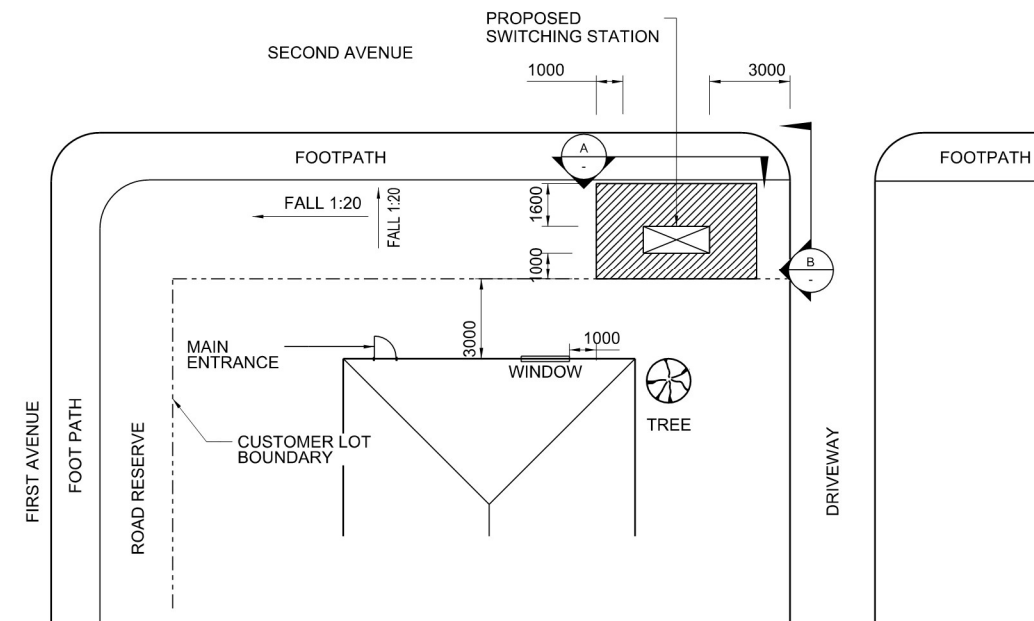 PROPOSED
SWITCHING STATION
SECOND AVENUE
1000
3000
FOOTPATH
A
-
FOOTPATH
FALL 1:20
FALL 1:20
1600
1000
B
-
3000
1000
MAIN
ENTRANCE
WINDOW
TREE
CUSTOMER LOT
BOUNDARY
FIRST AVENUE
FOOT PATH
ROAD RESERVE
DRIVEWAY